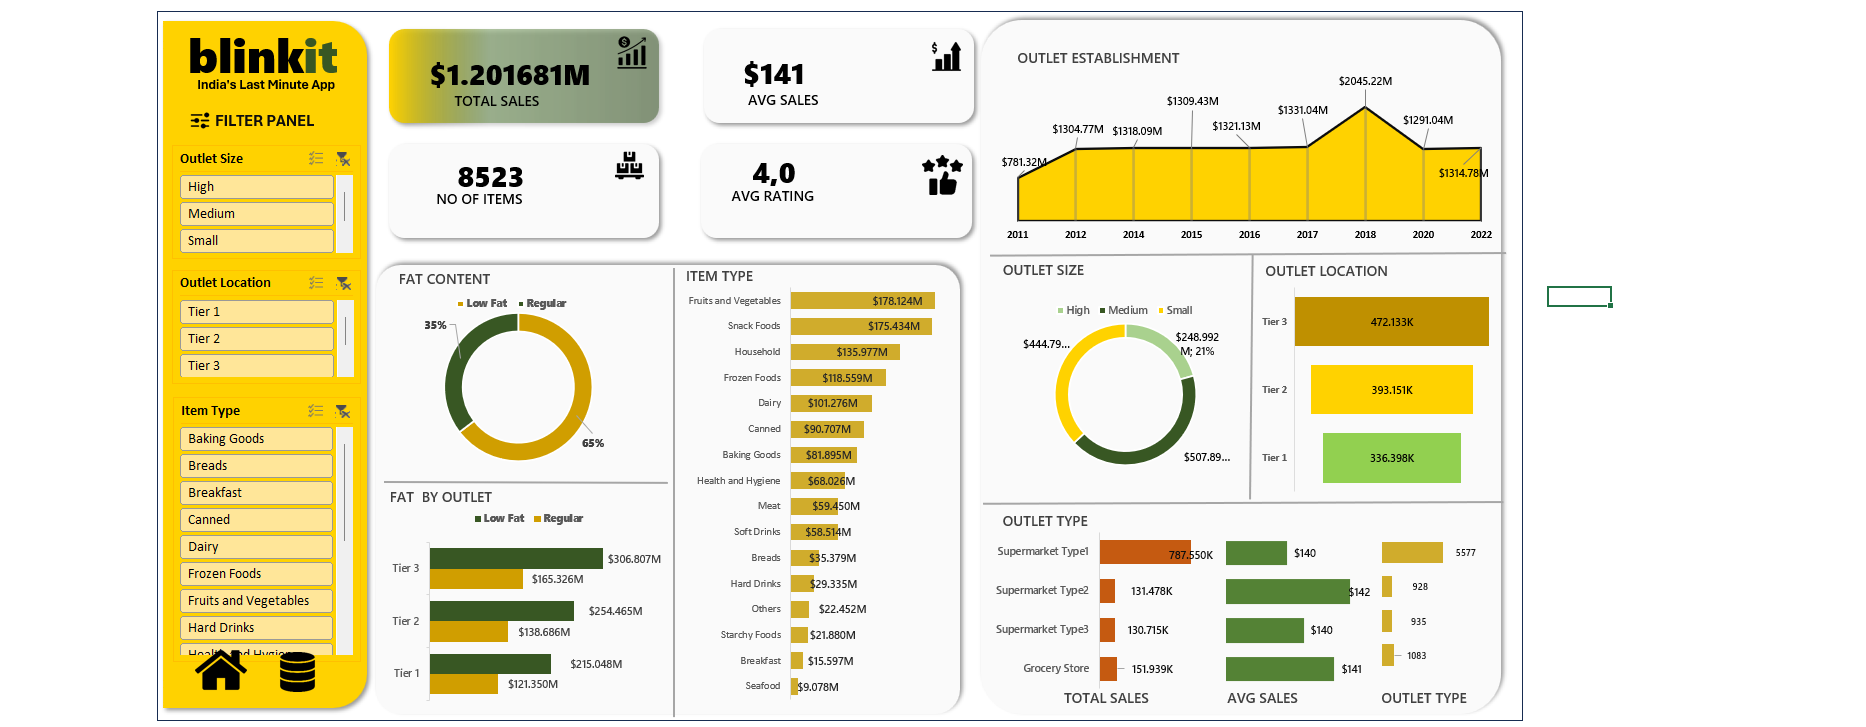 blinkit
India's Last Minute App
FILTER PANEL
Outlet Size
High
Medium
Small
Outlet Location
Tier 1
Tier 2
Tier 3
Item Type
Baking Goods
Breads
Breakfast
Canned
Dairy
Frozen Foods
Fruits and Vegetables
Hard Drinks
Health and Hygiene
$1.201681M
TOTAL SALES
$141
AVG SALES
8523
NO OF ITEMS
4,0
AVG RATING
FAT CONTENT
Low Fat Regular
35%
65%
FAT BY OUTLET
Low Fat Regular
Tier 3 $306.807M
$165.326M
Tier 2 $254.465M
$138.686M
Tier 1 $215.048M
$121.350M
ITEM TYPE
Fruits and Vegetables $178.124M
Snack Foods $175.434M
Household $135.977M
Frozen Foods $118.559M
Dairy $101.276M
Canned $90.707M
Baking Goods $81.895M
Health and Hygiene $68.026M
Meat $59.450M
Soft Drinks $58.514M
Breads $35.379M
Hard Drinks $29.335M
Others $22.452M
Starchy Foods $21.880M
Breakfast $15.597M
Seafood $9.078M
OUTLET ESTABLISHMENT
$781.32M
$1304.77M
$1318.09M
$1309.43M
$1321.13M
$1331.04M
$2045.22M
$1291.04M
$1314.78M
2011 2012 2014 2015 2016 2017 2018 2020 2022
OUTLET SIZE
High Medium Small
$444.79...
$248.992
M; 21%
$507.89...
OUTLET LOCATION
Tier 3 472.133K
Tier 2 393.151K
Tier 1 336.398K
OUTLET TYPE
Supermarket Type1 787.550K $140 5577
Supermarket Type2 131.478K $142 928
Supermarket Type3 130.715K $140 935
Grocery Store 151.939K $141 1083
TOTAL SALES AVG SALES OUTLET TYPE